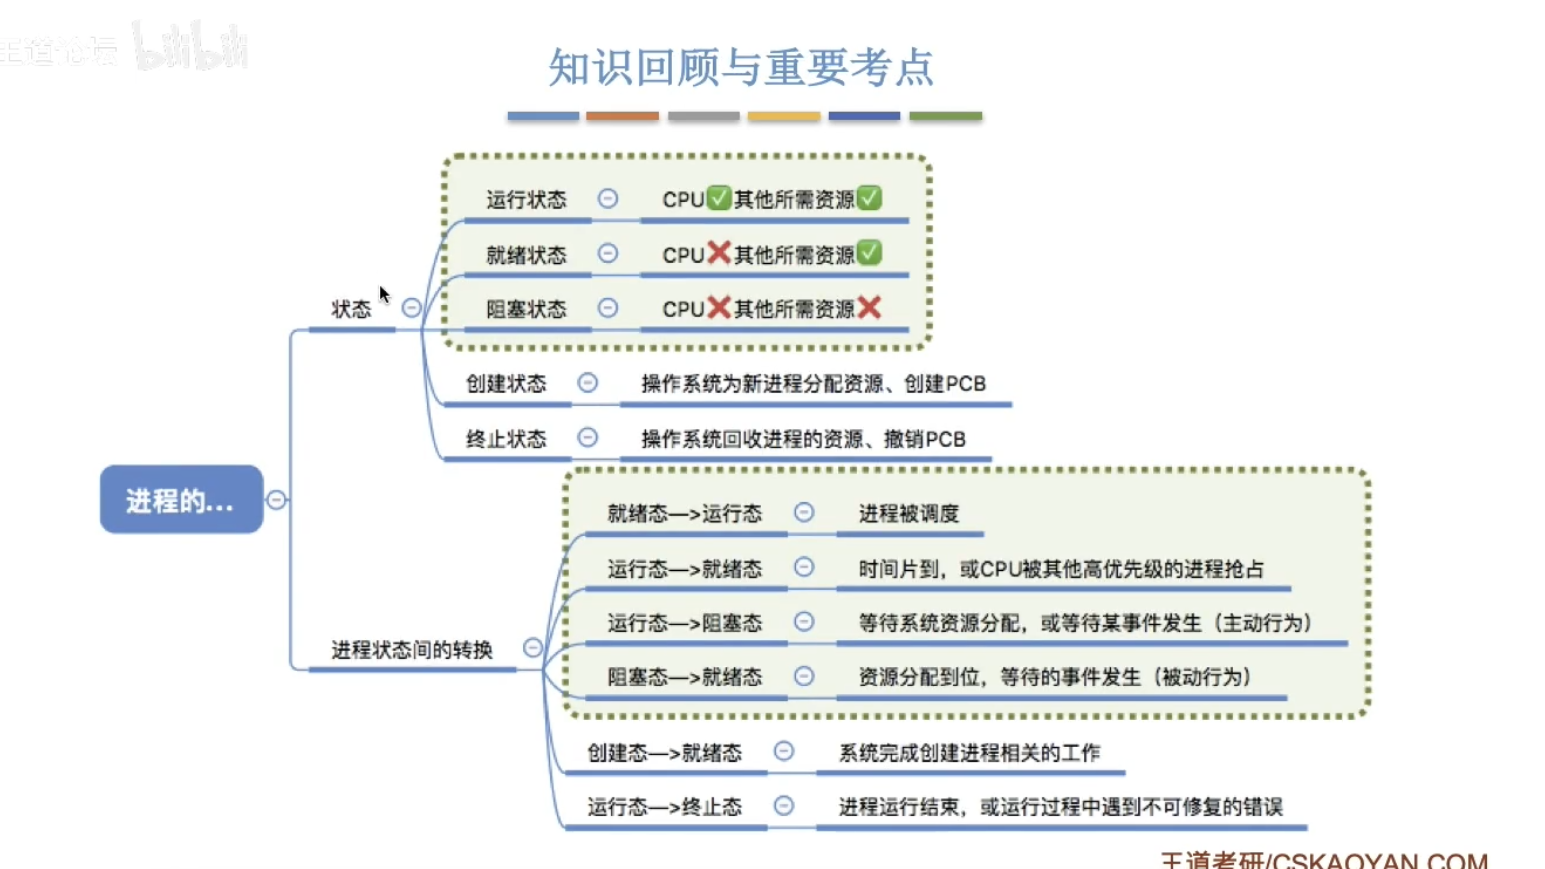 王道论坛 bilibili
知识回顾与重要考点
运行状态 CPU✅其他所需资源✅
就绪状态 CPU❌其他所需资源✅
状态
阻塞状态 CPU❌其他所需资源❌
创建状态 操作系统为新进程分配资源、创建PCB
终止状态 操作系统回收进程的资源、撤销PCB
进程的...
就绪态—>运行态 进程被调度
运行态—>就绪态 时间片到，或CPU被其他高优先级的进程抢占
运行态—>阻塞态 等待系统资源分配，或等待某事件发生（主动行为）
进程状态间的转换
阻塞态—>就绪态 资源分配到位，等待的事件发生（被动行为）
创建态—>就绪态 系统完成创建进程相关的工作
运行态—>终止态 进程运行结束，或运行过程中遇到不可修复的错误
王道考研/CSKAOYAN.COM